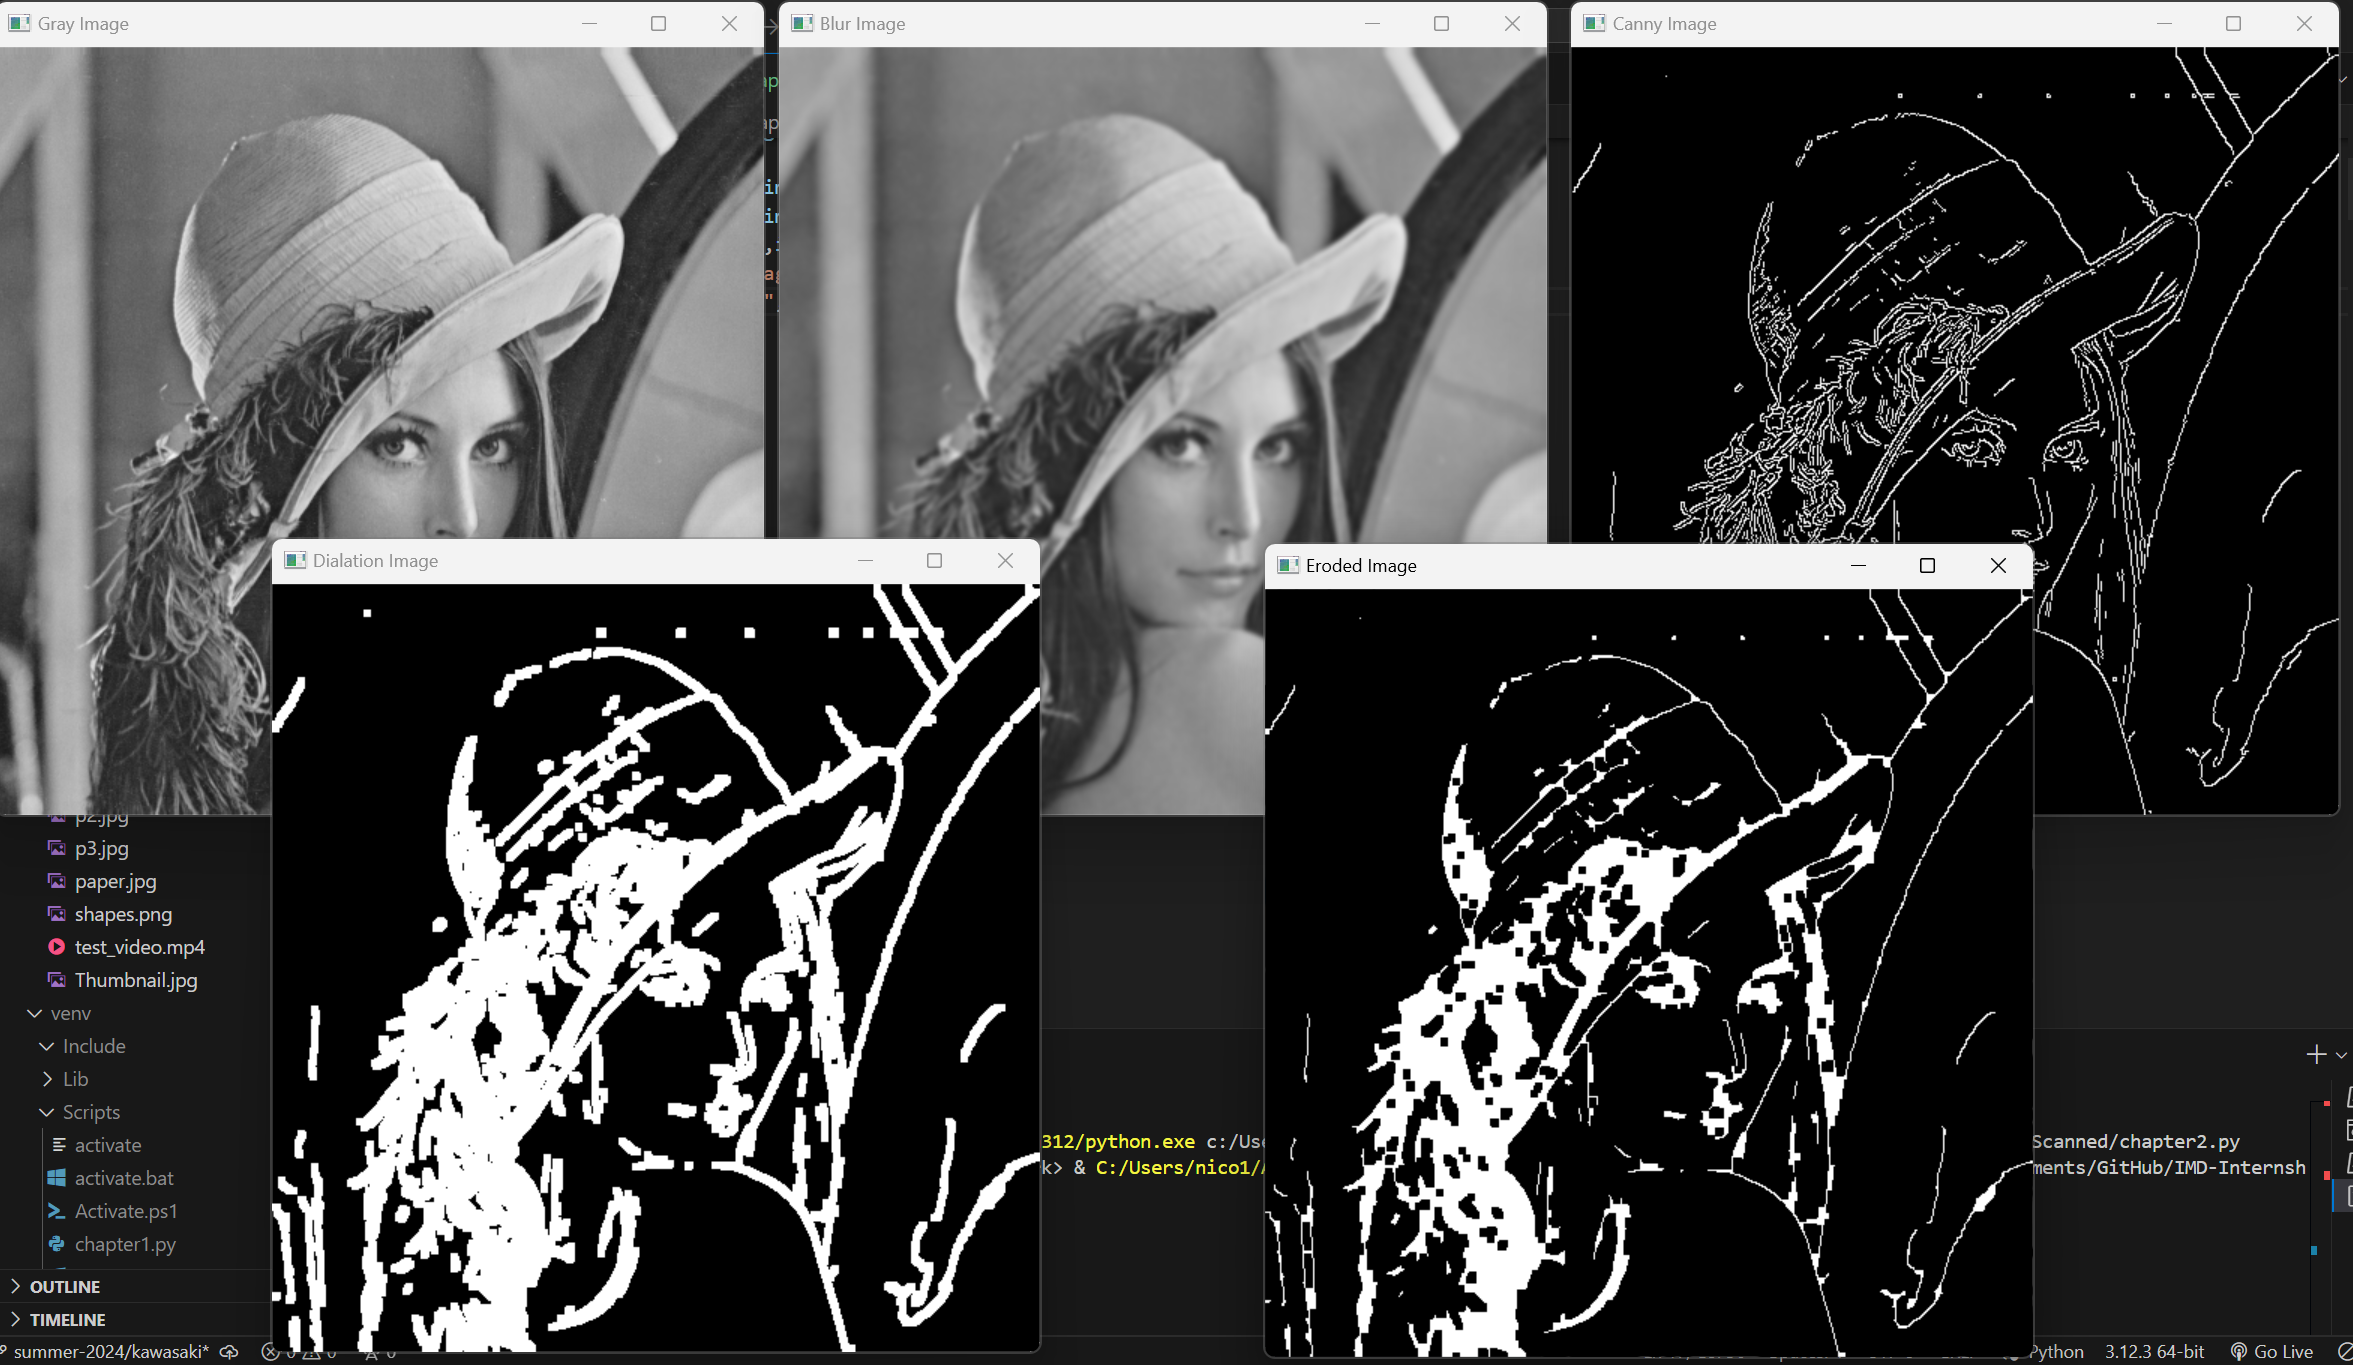 Gray Image
Blur Image
Canny Image
Dialation Image
Eroded Image
p2.jpg
p3.jpg
paper.jpg
shapes.png
test_video.mp4
Thumbnail.jpg
venv
Include
Lib
Scripts
activate
activate.bat
Activate.ps1
chapter1.py
OUTLINE
TIMELINE
312/python.exe c:/Use
Scanned/chapter2.py
k> & C:/Users/nico1/
ments/GitHub/IMD-Internsh
summer-2024/kawasaki*
Python
3.12.3 64-bit
Go Live